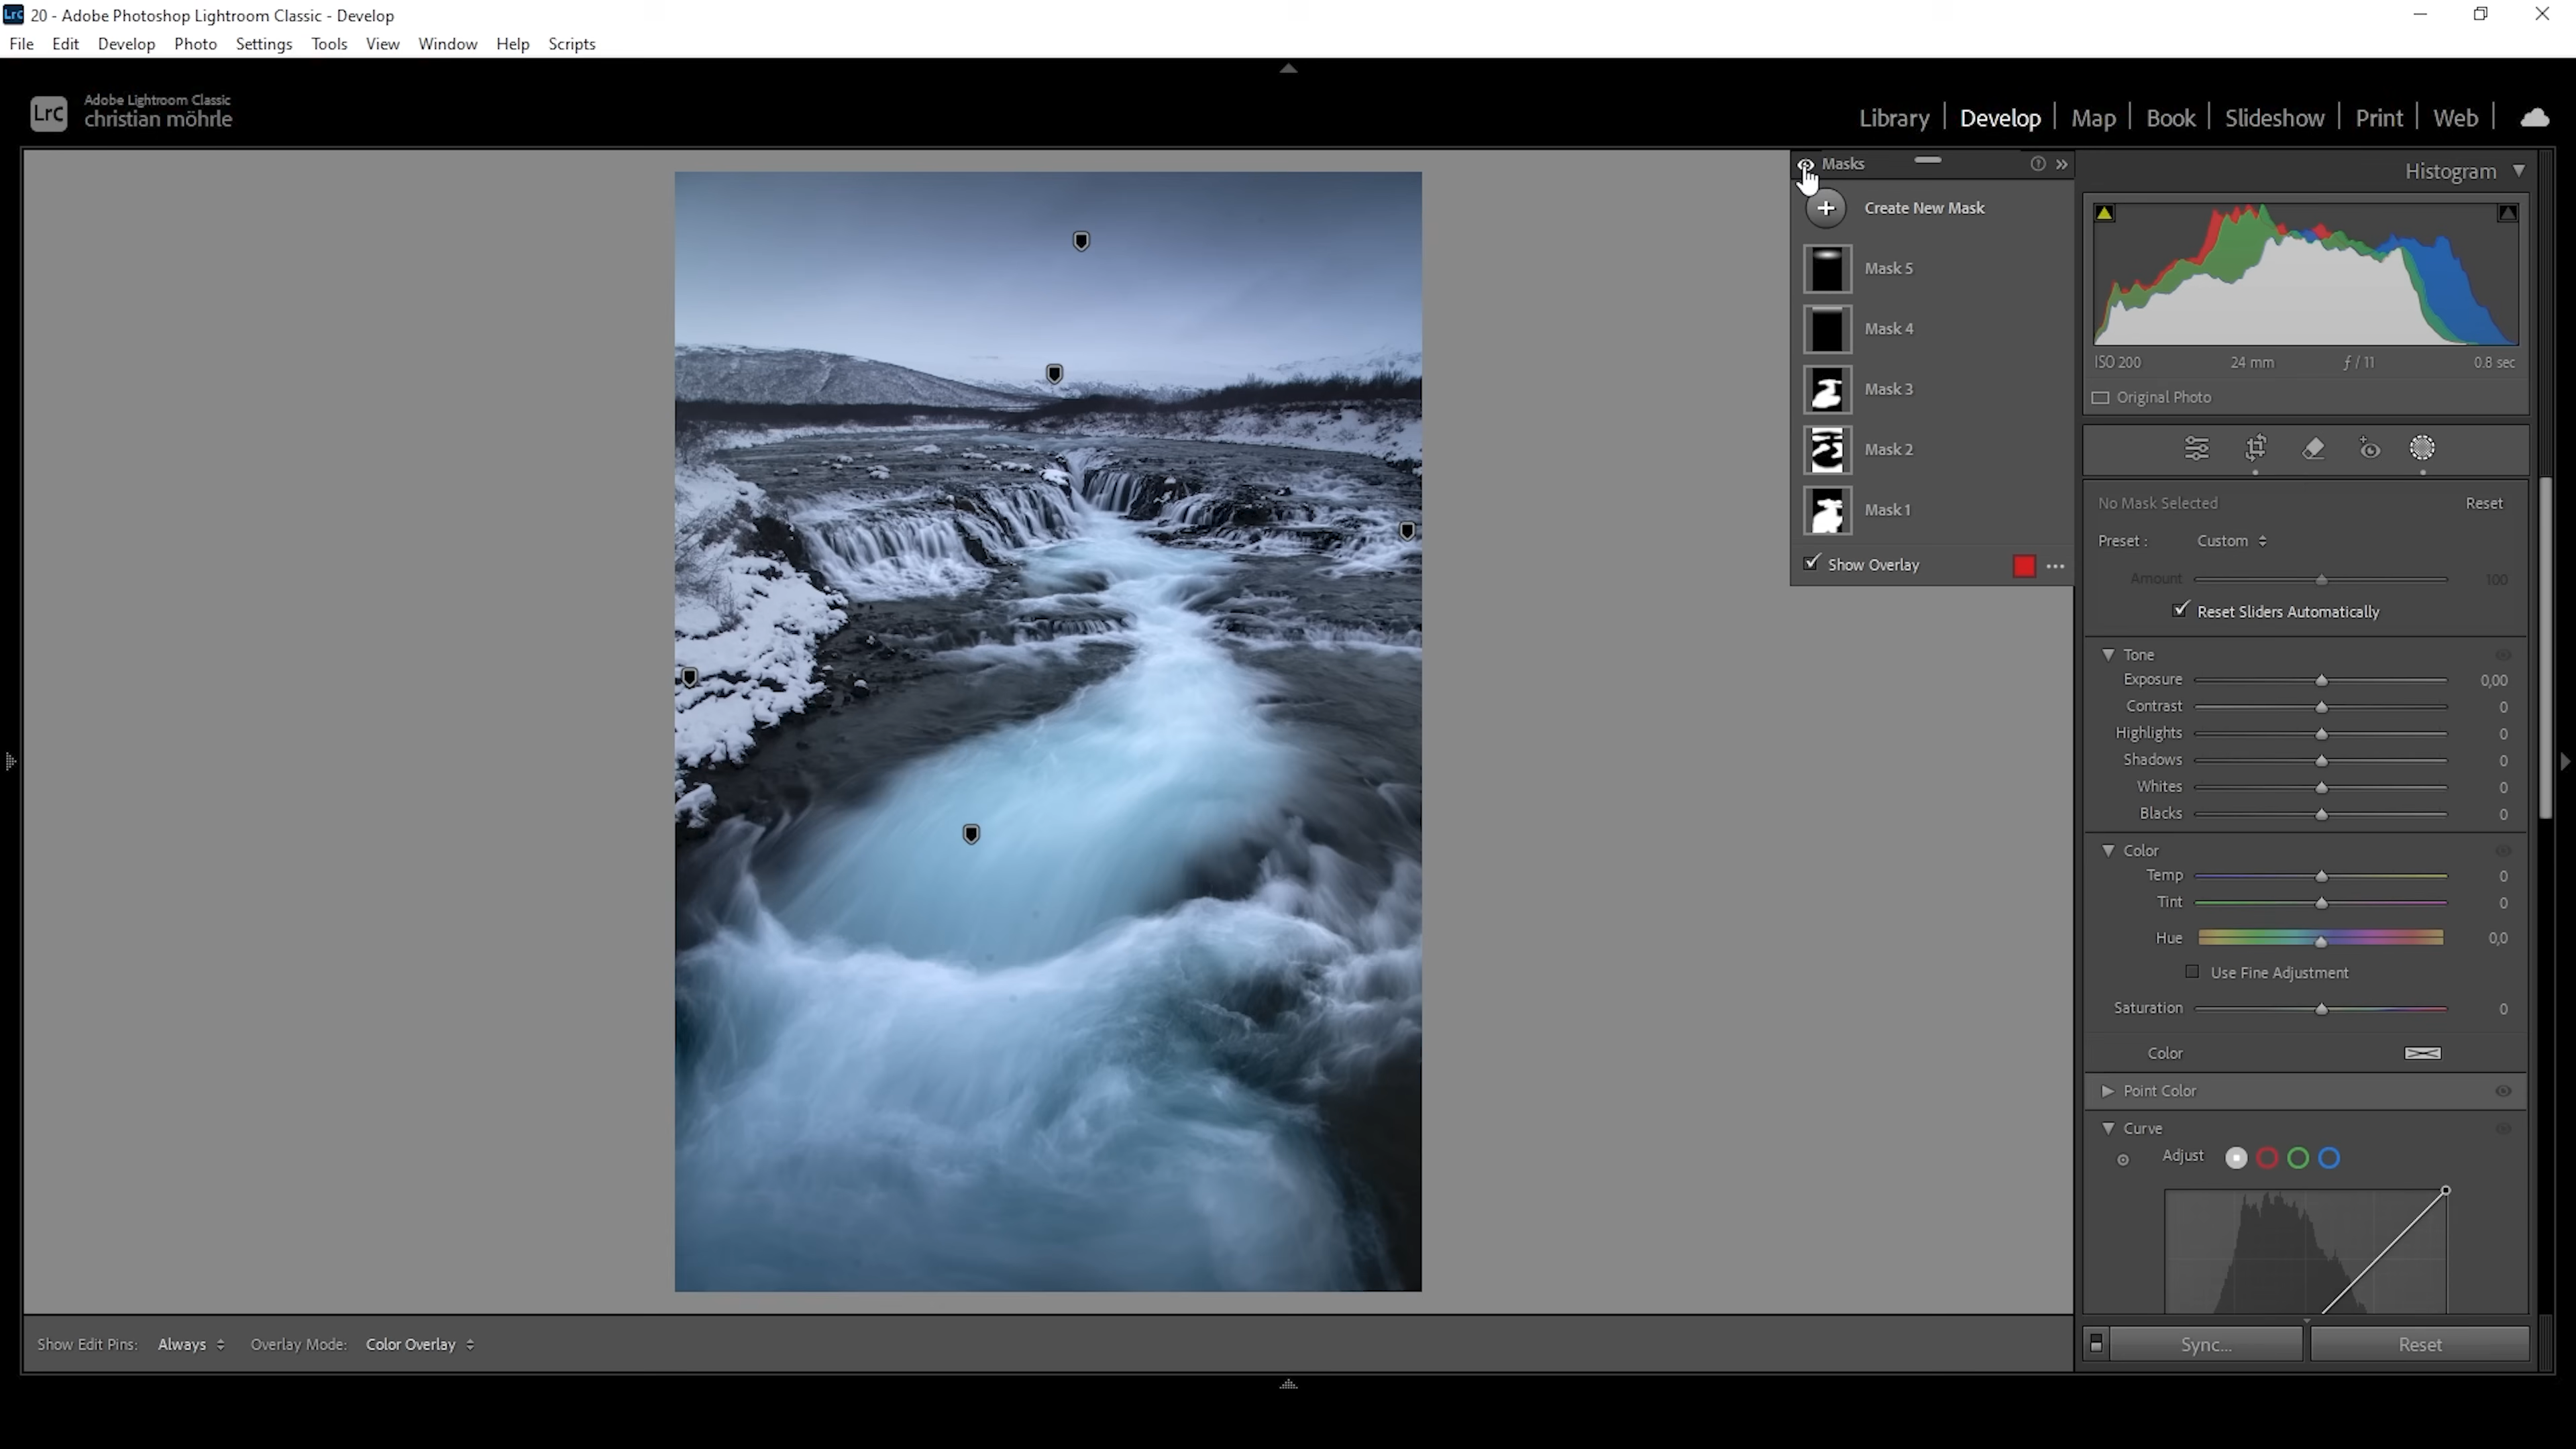 20 - Adobe Photoshop Lightroom Classic - Develop
File Edit Develop Photo Settings Tools View Window Help Scripts
Lrc
Adobe Lightroom Classic
christian möhrle
Library | Develop | Map | Book | Slideshow | Print | Web |
Masks
Create New Mask
Mask 5
Mask 4
Mask 3
Mask 2
Mask 1
Show Overlay
Histogram
ISO 200 24 mm ƒ / 11 0.8 sec
Original Photo
No Mask Selected Reset
Preset : Custom
Amount 100
Reset Sliders Automatically
Tone
Exposure 0,00
Contrast 0
Highlights 0
Shadows 0
Whites 0
Blacks 0
Color
Temp 0
Tint 0
Hue 0,0
Use Fine Adjustment
Saturation 0
Color
Point Color
Curve
Adjust
Show Edit Pins: Always Overlay Mode: Color Overlay
Sync... Reset